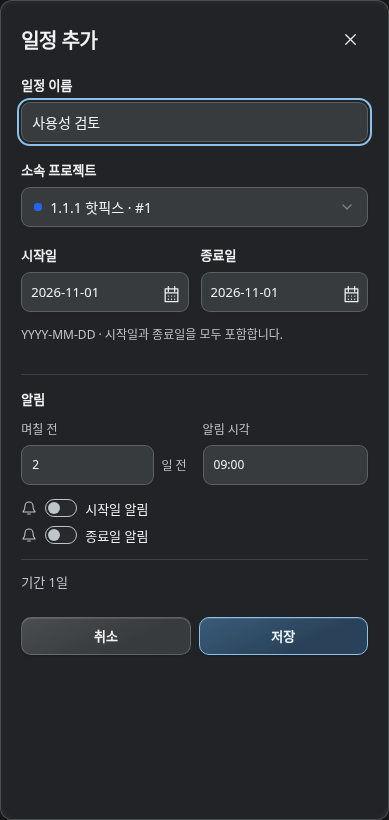 일정 추가
일정 이름
사용성 검토
소속 프로젝트
1.1.1 핫픽스 · #1
시작일 종료일
2026-11-01 2026-11-01
YYYY-MM-DD · 시작일과 종료일을 모두 포함합니다.
알림
며칠 전 알림 시각
2 일 전 09:00
시작일 알림
종료일 알림
기간 1일
취소 저장